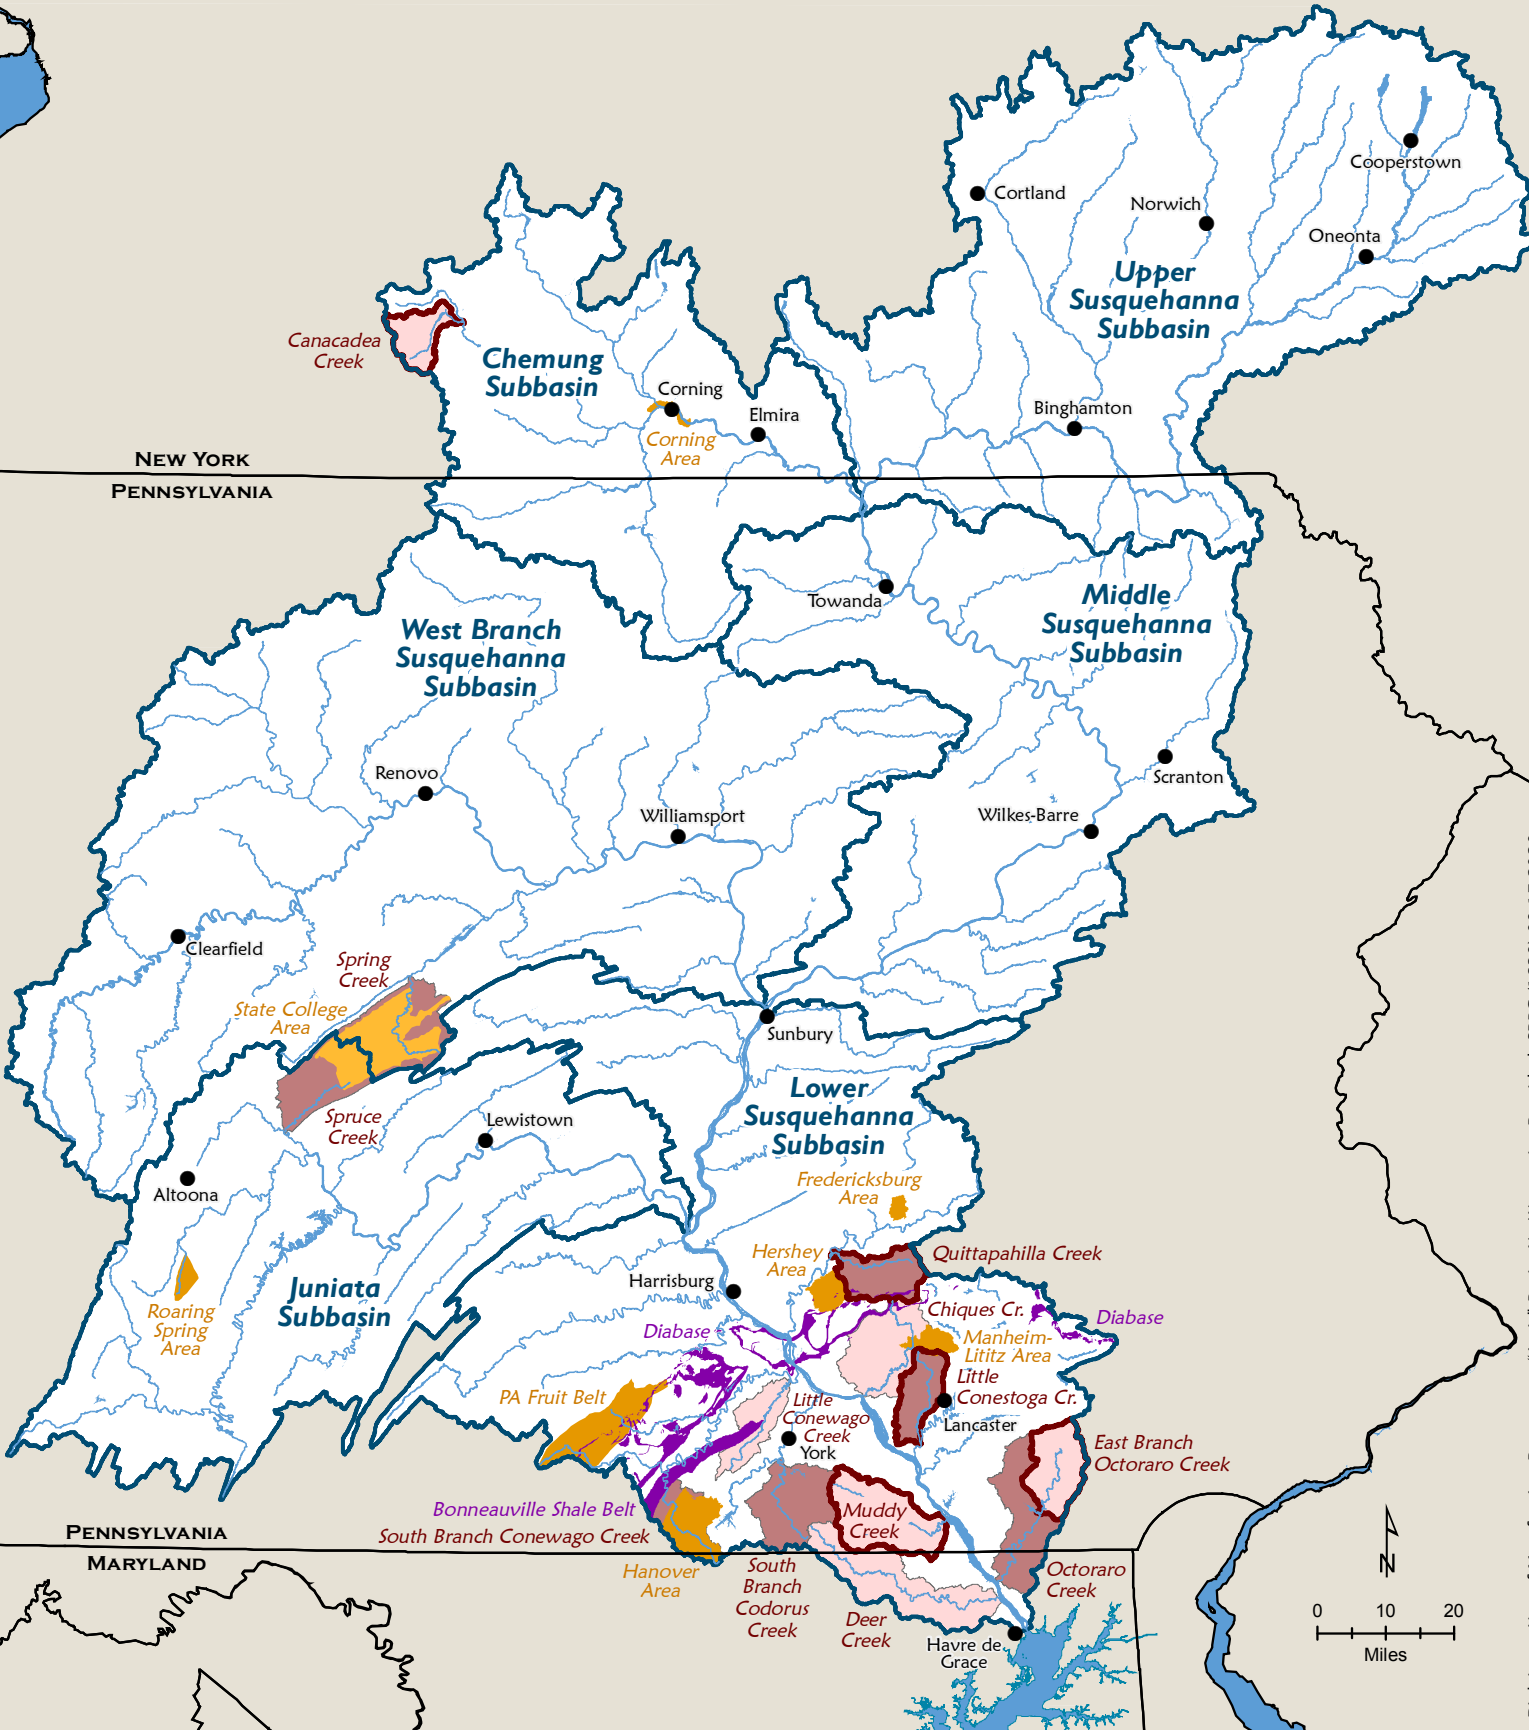 Cooperstown
Cortland
Norwich
Oneonta
Upper
Susquehanna
Subbasin
Canacadea
Creek
Chemung
Subbasin
Corning
Elmira
Binghamton
Corning
Area
NEW YORK
PENNSYLVANIA
Towanda
Middle
Susquehanna
Subbasin
West Branch
Susquehanna
Subbasin
Renovo
Scranton
Williamsport
Wilkes-Barre
Clearfield
Spring
Creek
State College
Area
Sunbury
Spruce
Creek
Lewistown
Lower
Susquehanna
Subbasin
Altoona
Fredericksburg
Area
Hershey
Area
Quittapahilla Creek
Harrisburg
Juniata
Subbasin
Roaring
Spring
Area
Chiques Cr.
Diabase
Diabase
Manheim-
Lititz Area
Little
Conestoga Cr.
PA Fruit Belt
Little
Conewago
Creek
Lancaster
York
East Branch
Octoraro Creek
Bonneauville Shale Belt
South Branch Conewago Creek
Muddy
Creek
PENNSYLVANIA
MARYLAND
Hanover
Area
South
Branch
Codorus
Creek
Octoraro
Creek
Deer
Creek
Havre de
Grace
N
0 10 20
Miles